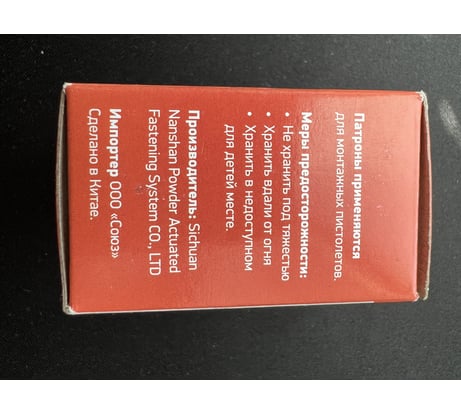 Патроны применяются
для монтажных пистолетов.
Меры предосторожности:
• Не хранить под тяжестью
• Хранить вдали от огня
• Хранить в недоступном
для детей месте.
Производитель: Sichuan
Nanshan Powder Actuated
Fastening System CO., LTD
Импортер ООО «Союз»
Сделано в Китае.